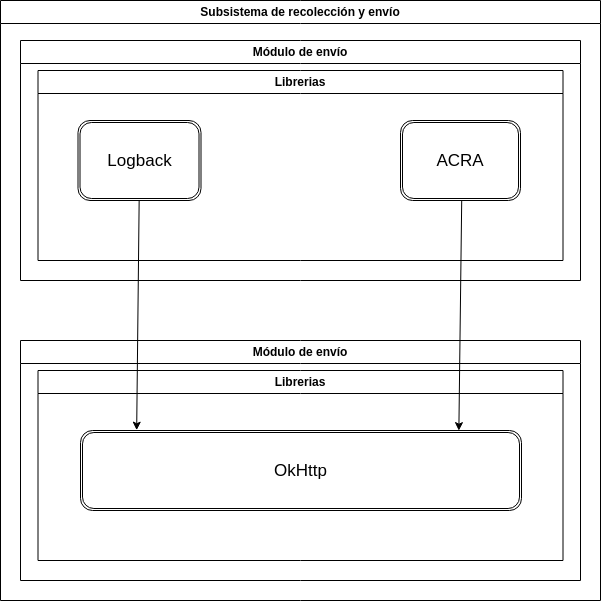 Subsistema de recolección y envío
Módulo de envío
Librerias
Logback
ACRA
Módulo de envío
Librerias
OkHttp